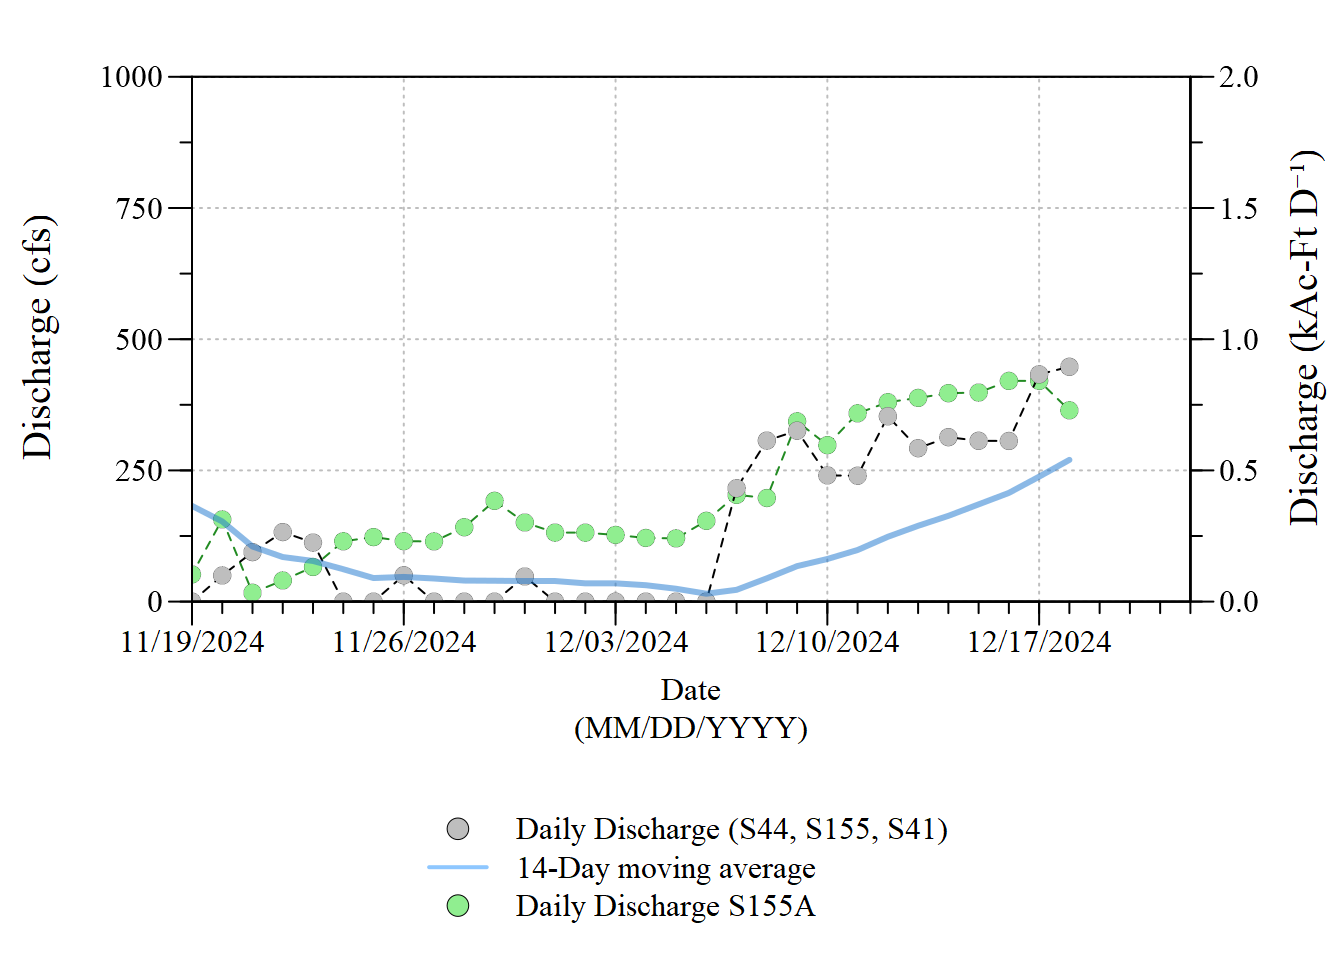 1000
750
500
250
0
2.0
1.5
1.0
0.5
0.0
Discharge (cfs)
Discharge (kAc-Ft D⁻¹)
11/19/2024 11/26/2024 12/03/2024 12/10/2024 12/17/2024
Date
(MM/DD/YYYY)
Daily Discharge (S44, S155, S41)
14-Day moving average
Daily Discharge S155A